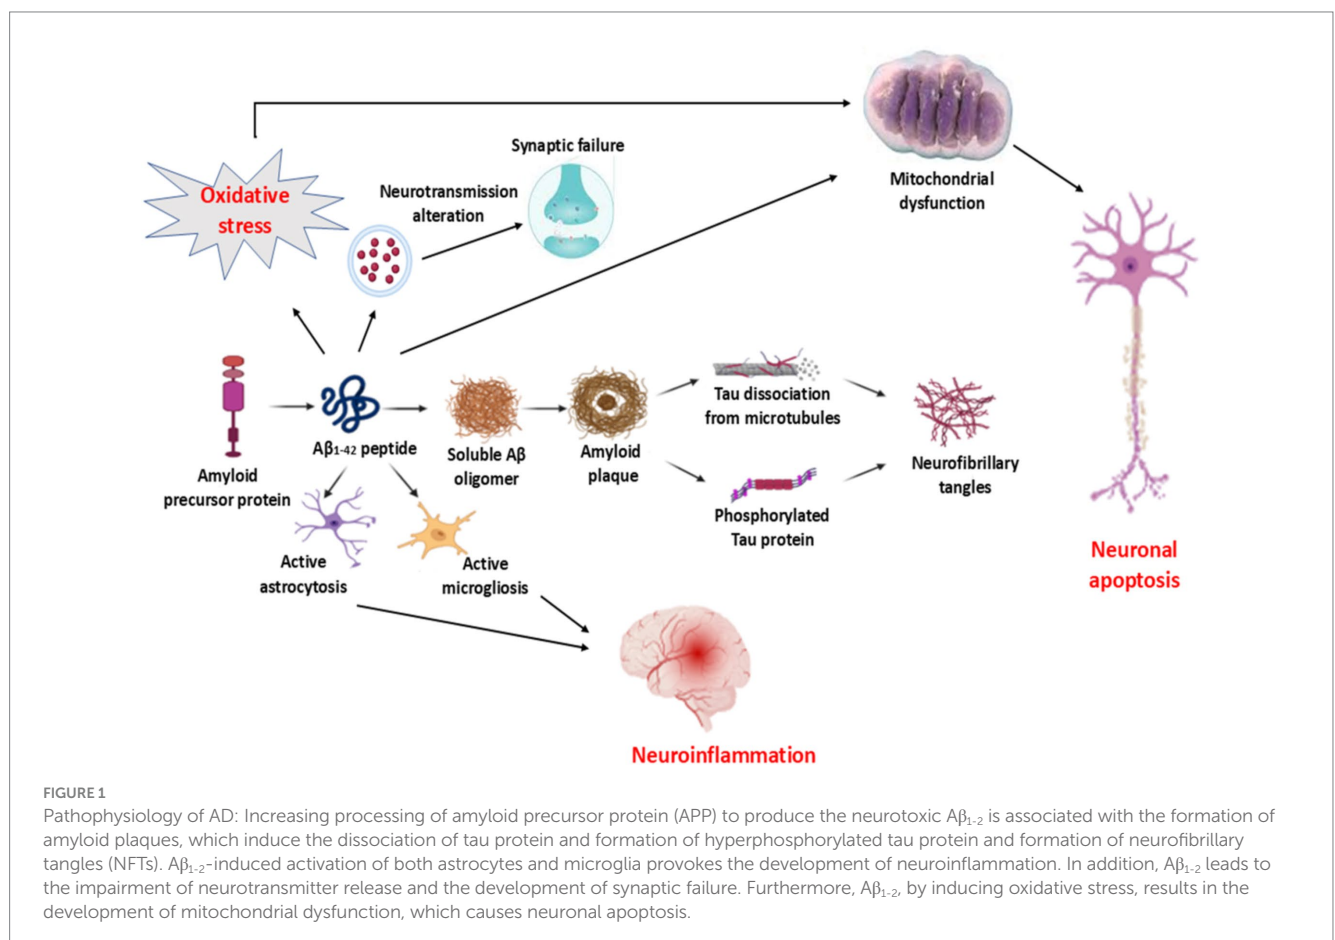 Synaptic failure
Oxidative
stress
Neurotransmission
alteration
Mitochondrial
dysfunction
Amyloid
precursor protein
Aβ1-42 peptide
Soluble Aβ
oligomer
Amyloid
plaque
Tau dissociation
from microtubules
Phosphorylated
Tau protein
Neurofibrillary
tangles
Active
astrocytosis
Active
microgliosis
Neuronal
apoptosis
Neuroinflammation
FIGURE 1
Pathophysiology of AD: Increasing processing of amyloid precursor protein (APP) to produce the neurotoxic Aβ1-2 is associated with the formation of
amyloid plaques, which induce the dissociation of tau protein and formation of hyperphosphorylated tau protein and formation of neurofibrillary
tangles (NFTs). Aβ1-2-induced activation of both astrocytes and microglia provokes the development of neuroinflammation. In addition, Aβ1-2 leads to
the impairment of neurotransmitter release and the development of synaptic failure. Furthermore, Aβ1-2, by inducing oxidative stress, results in the
development of mitochondrial dysfunction, which causes neuronal apoptosis.